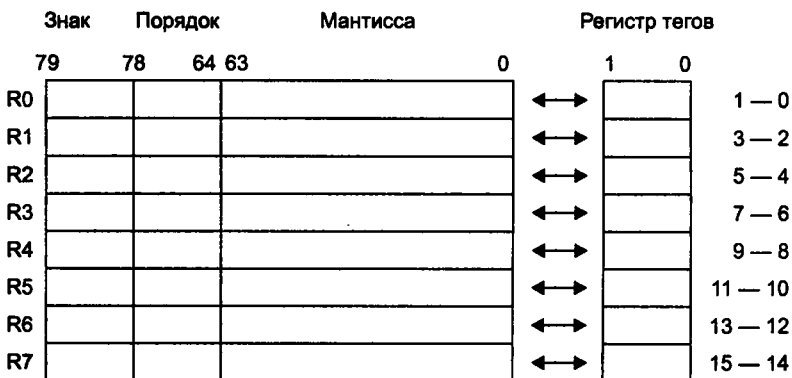 Знак Порядок Мантисса Регистр тегов
79 78 64 63 0 1 0
R0 1 — 0
R1 3 — 2
R2 5 — 4
R3 7 — 6
R4 9 — 8
R5 11 — 10
R6 13 — 12
R7 15 — 14